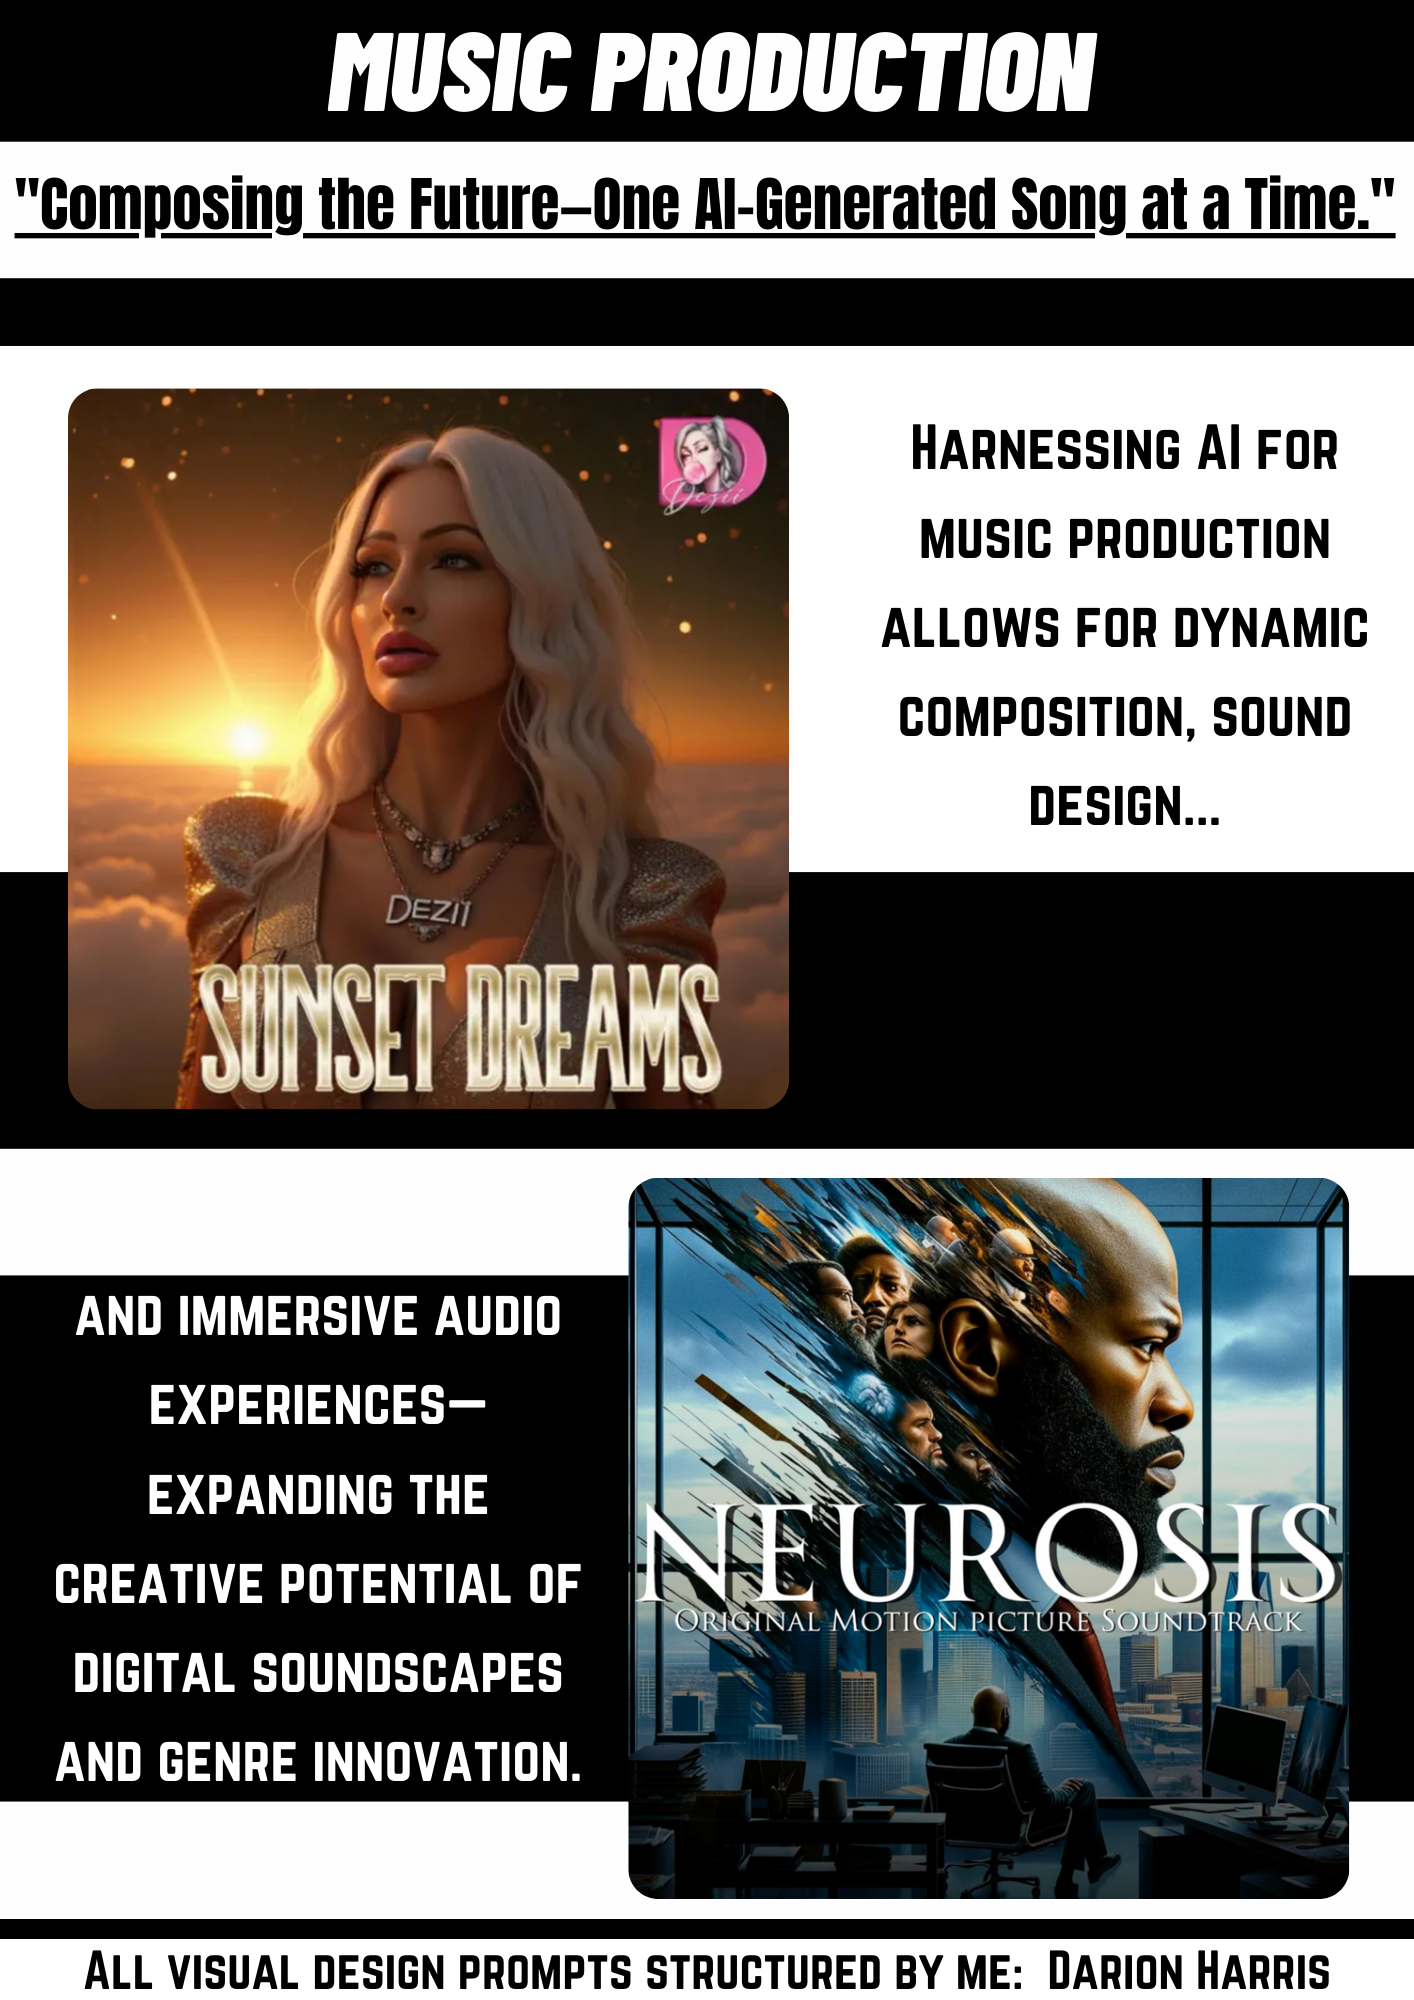 MUSIC PRODUCTION
"Composing the Future—One AI-Generated Song at a Time."
Dezii
HARNESSING AI FOR
MUSIC PRODUCTION
ALLOWS FOR DYNAMIC
COMPOSITION, SOUND
DESIGN...
DEZII
SUNSET DREAMS
AND IMMERSIVE AUDIO
EXPERIENCES—
EXPANDING THE
CREATIVE POTENTIAL OF
DIGITAL SOUNDSCAPES
AND GENRE INNOVATION.
NEUROSIS
ORIGINAL MOTION PICTURE SOUNDTRACK
ALL VISUAL DESIGN PROMPTS STRUCTURED BY ME: DARION HARRIS